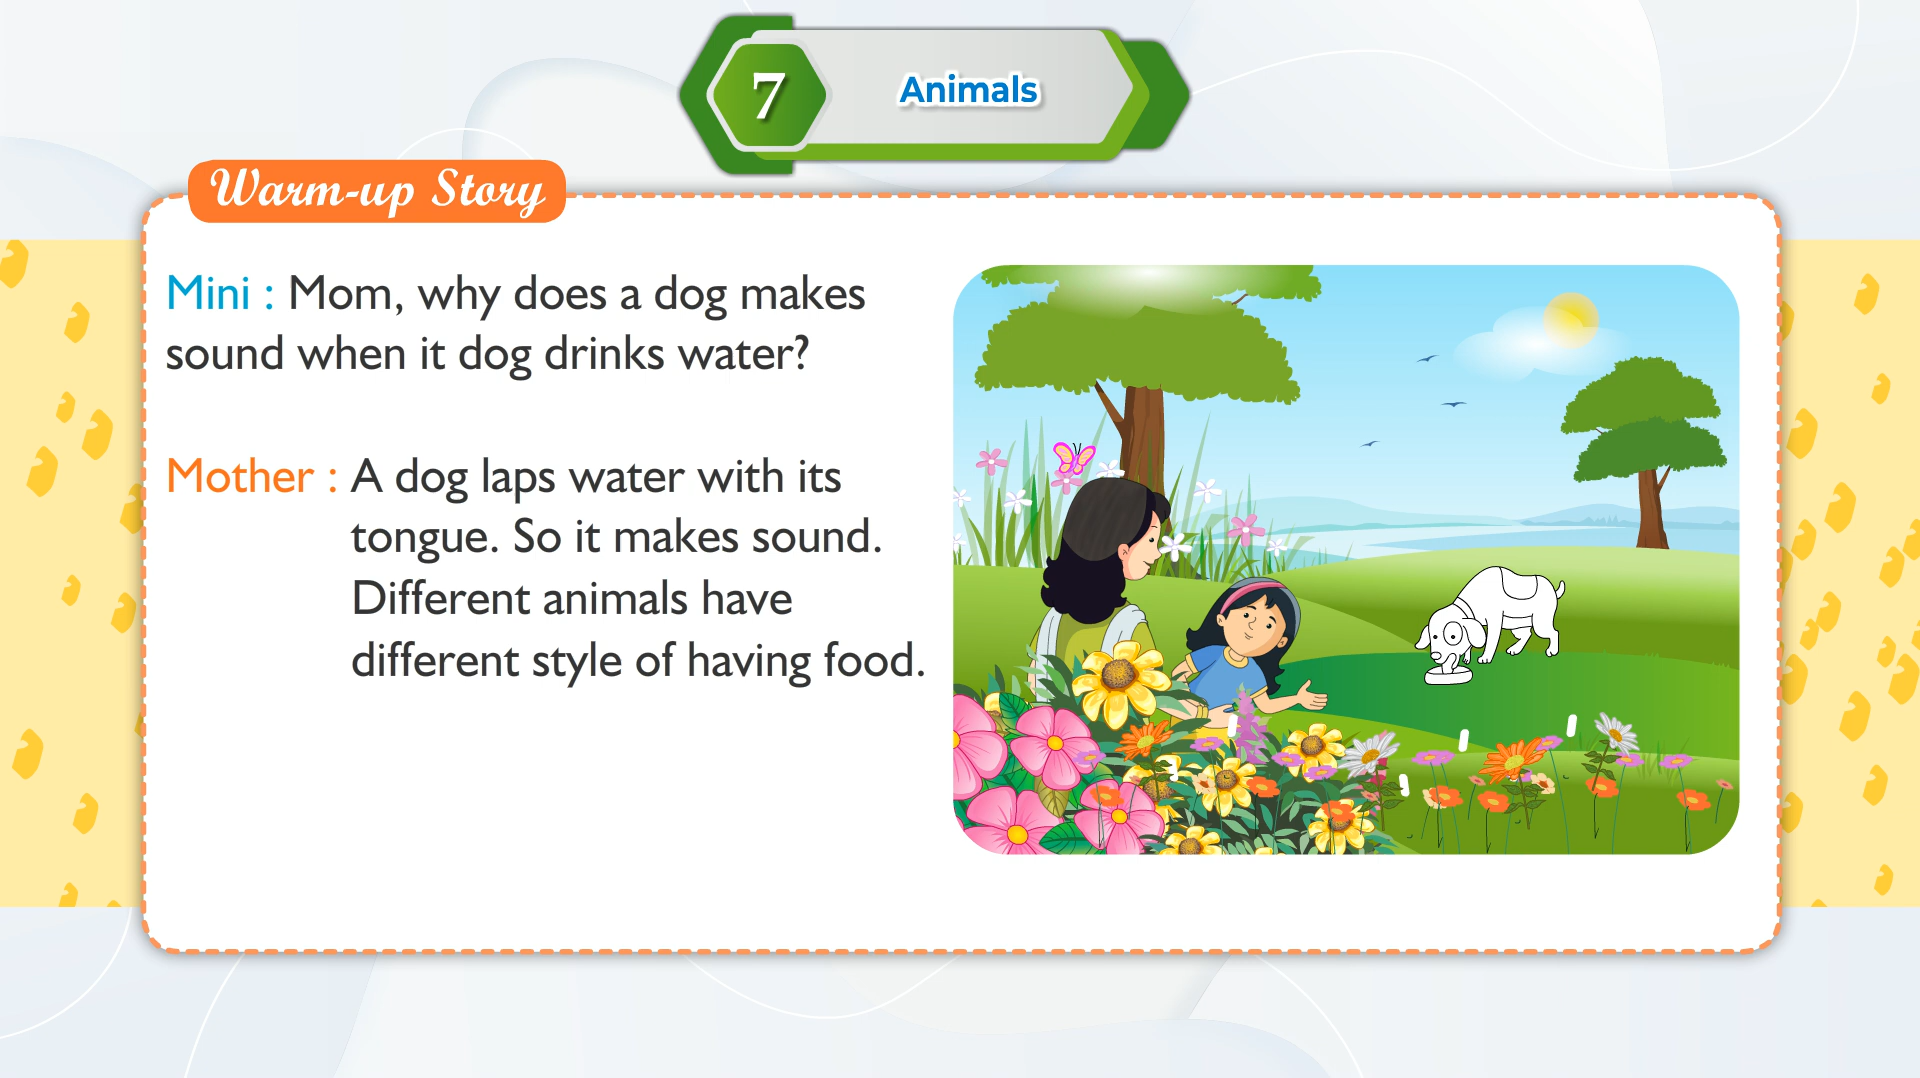 7
Animals
Warm-up Story
Mini : Mom, why does a dog makes
sound when it dog drinks water?
Mother : A dog laps water with its
tongue. So it makes sound.
Different animals have
different style of having food.